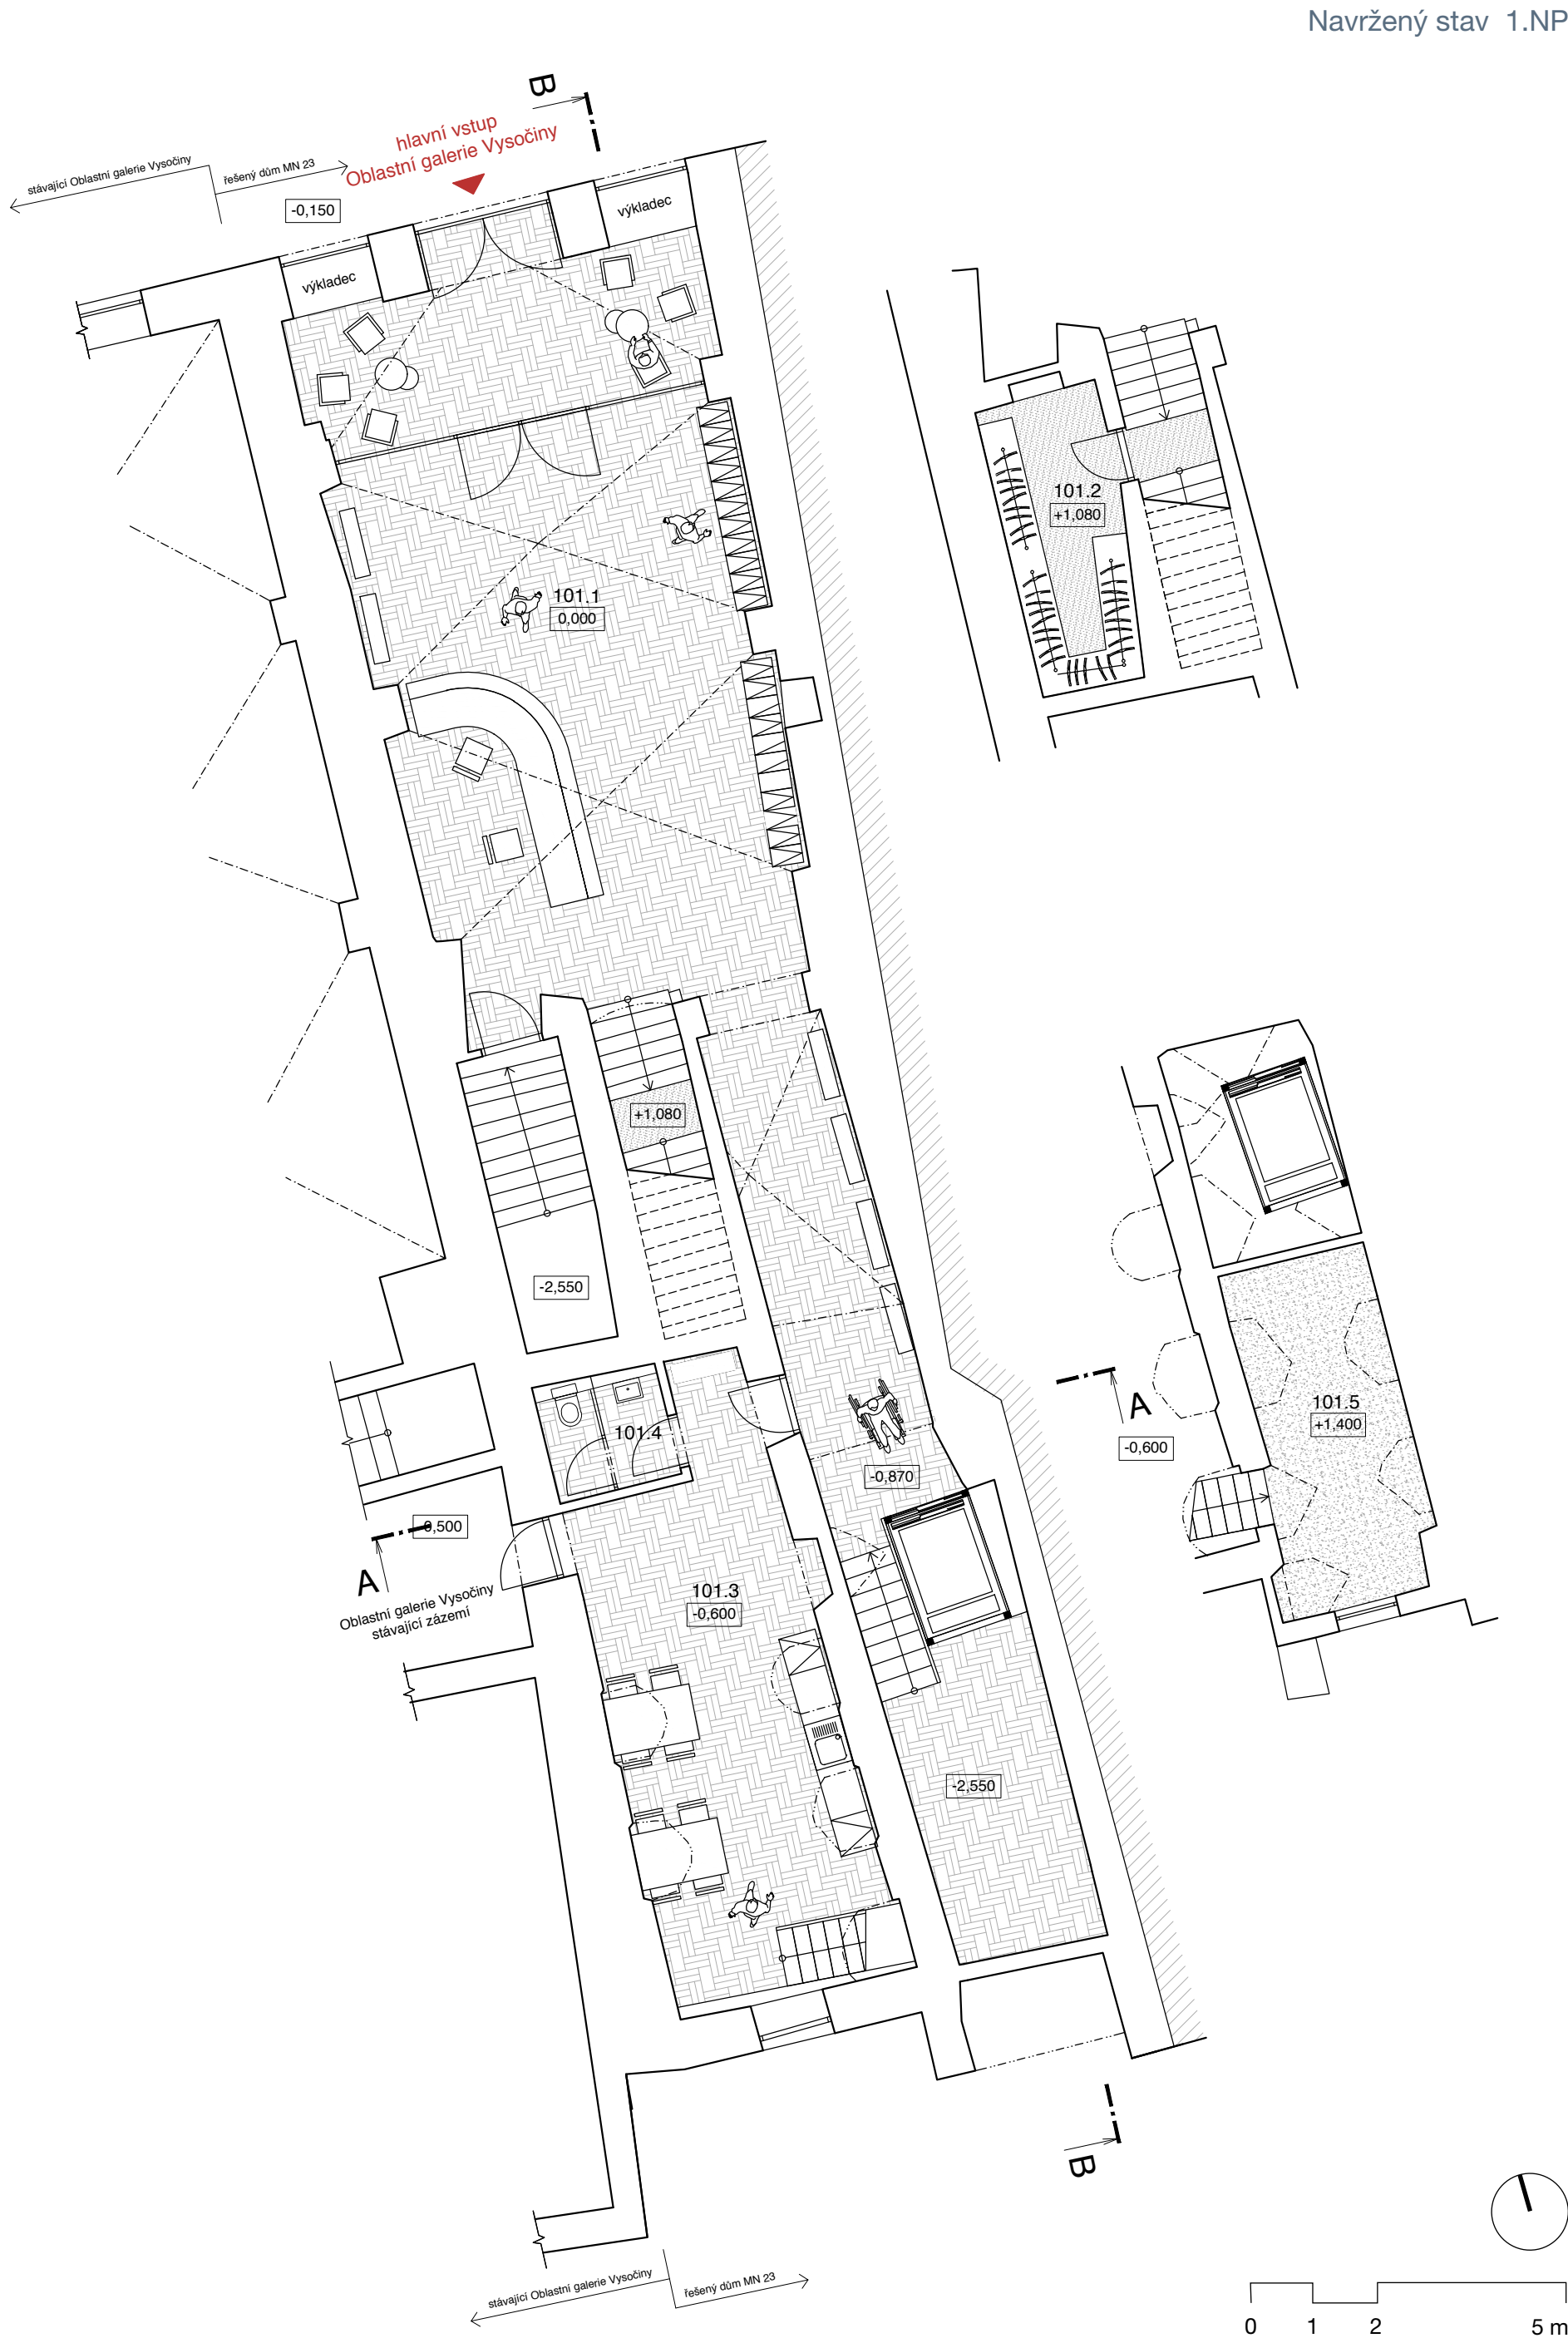 Navržený stav 1.NP
B
hlavní vstup
Oblastní galerie Vysočiny
stávající Oblastní galerie Vysočiny
řešený dům MN 23
-0,150
výkladec
výkladec
101.2
+1,080
101.1
0,000
+1,080
-2,550
101.4
-0,870
101.5
+1,400
A
-0,600
-0,500
A
Oblastní galerie Vysočiny
stávající zázemí
101.3
-0,600
-2,550
B
stávající Oblastní galerie Vysočiny
řešený dům MN 23
0 1 2 5 m